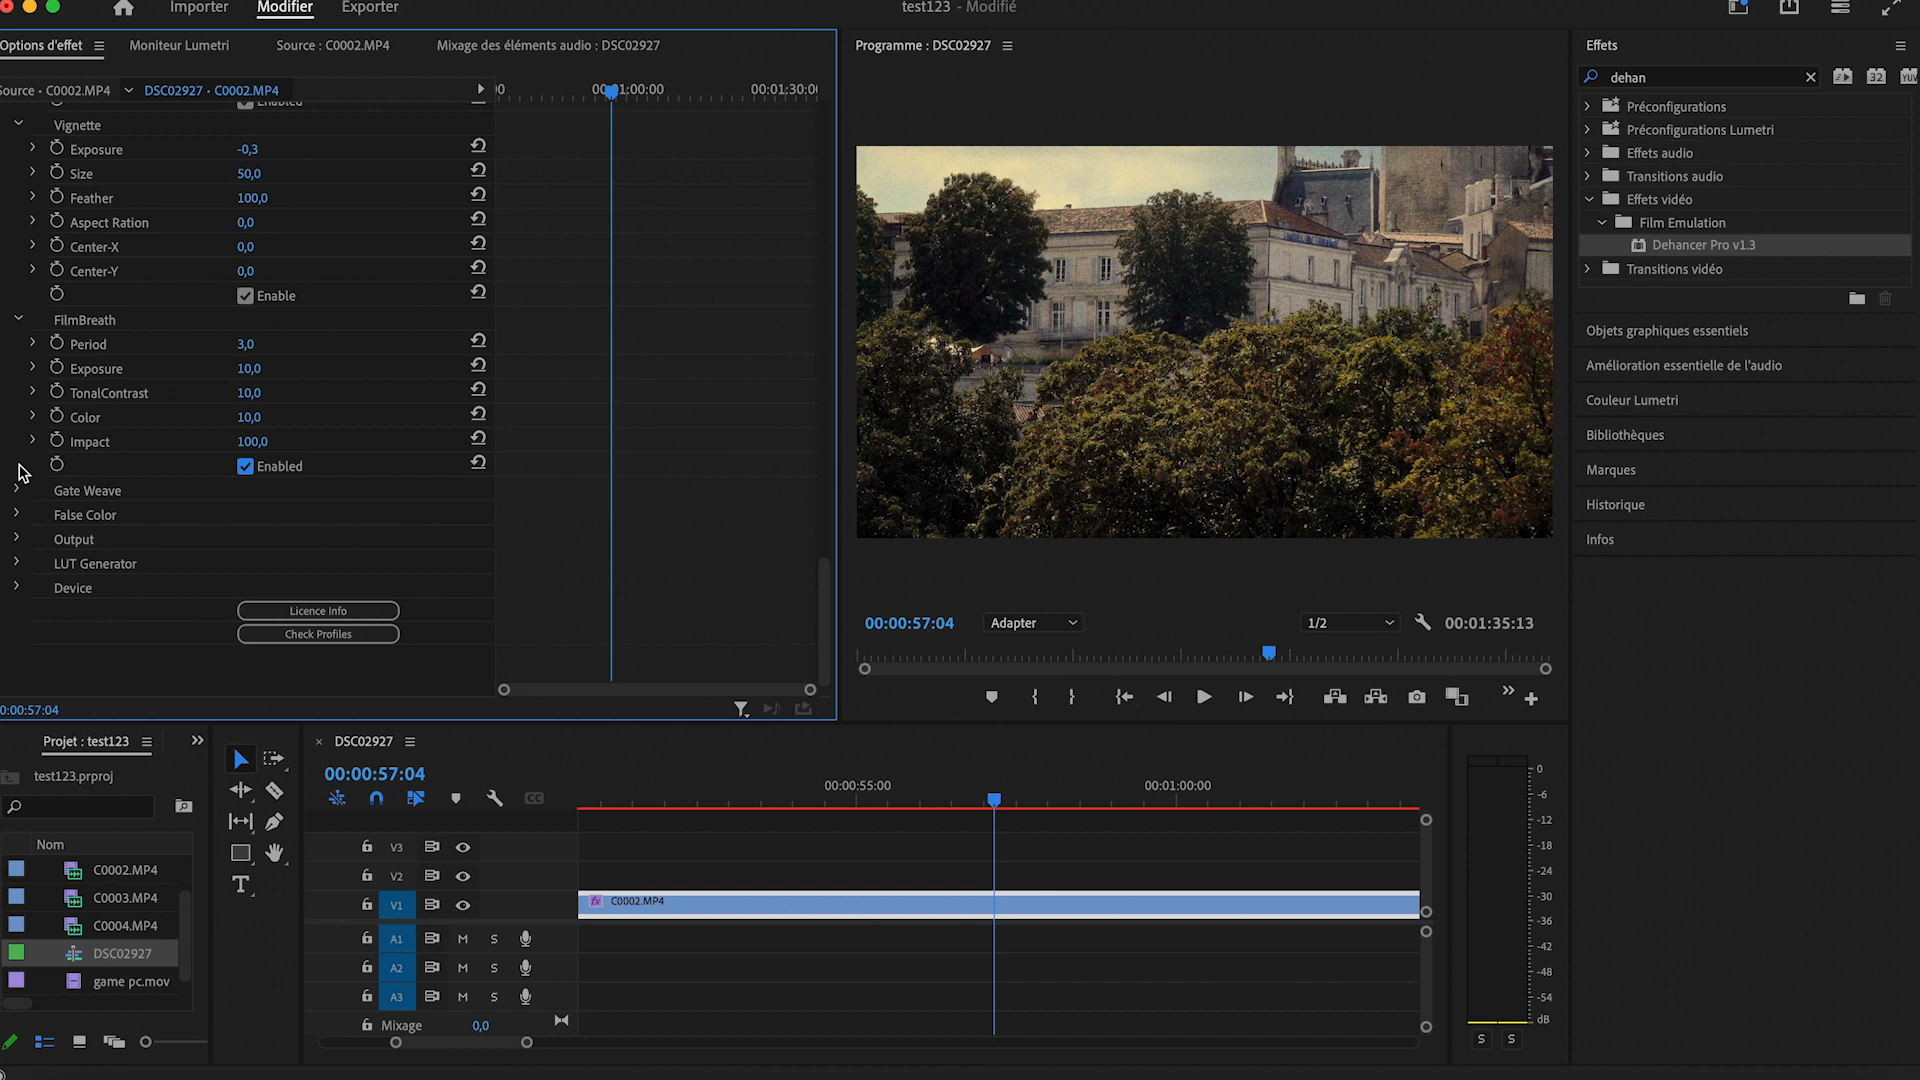 Importer Modifier Exporter test123 - Modifié
Options d'effet Moniteur Lumetri Source : C0002.MP4 Mixage des éléments audio : DSC02927 Programme : DSC02927 Effets
Source - C0002.MP4 DSC02927 - C0002.MP4 00:01:00:00 00:01:30:00 dehan 32 YUV
Enabled
Vignette
Exposure -0,3
Size 50,0
Feather 100,0
Aspect Ration 0,0
Center-X 0,0
Center-Y 0,0
Enable
FilmBreath
Period 3,0
Exposure 10,0
TonalContrast 10,0
Color 10,0
Impact 100,0
Enabled
Gate Weave
False Color
Output
LUT Generator
Device
Licence Info
Check Profiles
0:00:57:04
00:00:57:04 Adapter 1/2 00:01:35:13
Préconfigurations
Préconfigurations Lumetri
Effets audio
Transitions audio
Effets vidéo
Film Emulation
Dehancer Pro v1.3
Transitions vidéo
Objets graphiques essentiels
Amélioration essentielle de l'audio
Couleur Lumetri
Bibliothèques
Marques
Historique
Infos
Projet : test123
test123.prproj
Nom
C0002.MP4
C0003.MP4
C0004.MP4
DSC02927
game pc.mov
DSC02927
00:00:57:04
00:00:55:00 00:01:00:00
V3
V2
V1 fx C0002.MP4
A1 M S
A2 M S
A3 M S
Mixage 0,0
0
-6
-12
-18
-24
-30
-36
-42
-48
-54
dB
S S